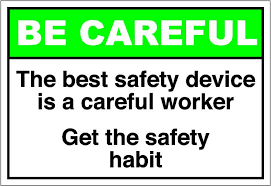 BE CAREFUL
The best safety device
is a careful worker
Get the safety
habit